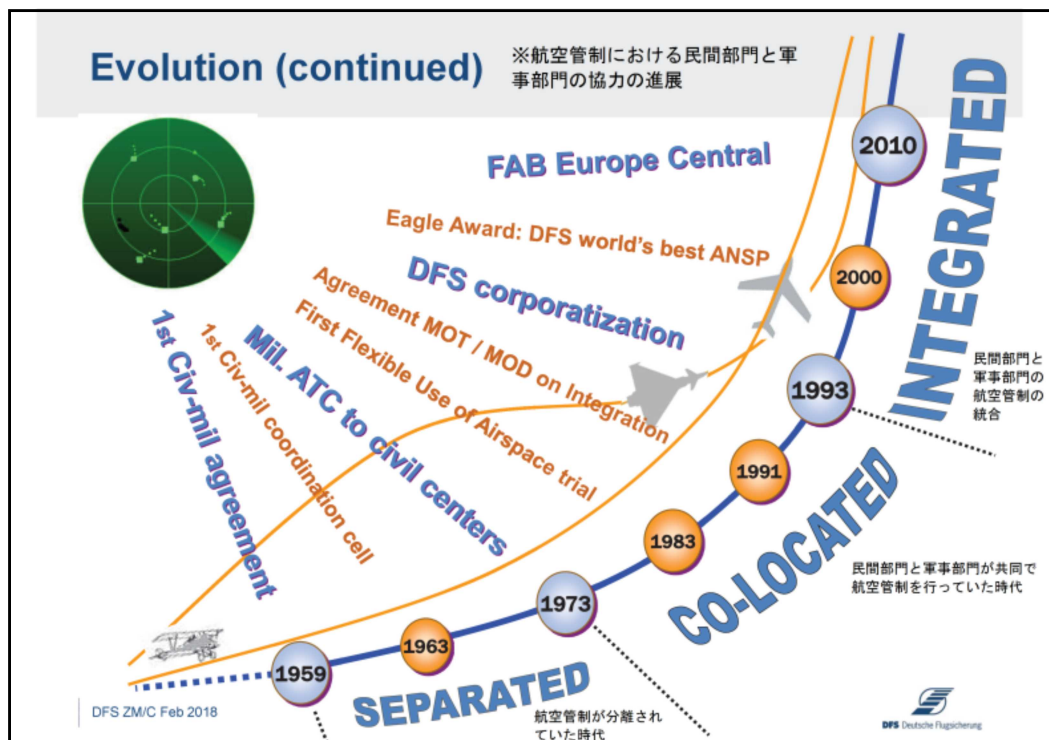 Evolution (continued)
※航空管制における民間部門と軍
事部門の協力の進展
2010
FAB Europe Central
Eagle Award: DFS world's best ANSP
2000
DFS corporatization
1993
Agreement MOT / MOD on Integration
1991
First Flexible Use of Airspace trial
1983
Mil. ATC to civil centers
1973
1st Civ-mil coordination cell
1963
1st Civ-mil agreement
1959
INTEGRATED
民間部門と
軍事部門の
航空管制の
統合
CO-LOCATED
民間部門と軍事部門が共同で
航空管制を行っていた時代
SEPARATED
航空管制が分離され
ていた時代
DFS ZM/C Feb 2018
DFS Deutsche Flugsicherung